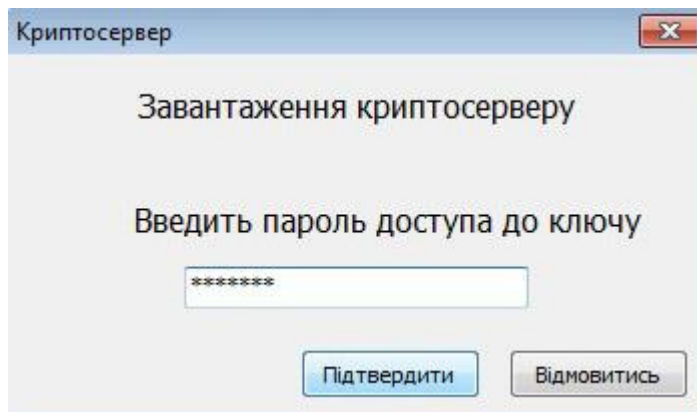 Криптосервер
Завантаження криптосерверу
Введить пароль доступа до ключу
*******
Підтвердити Відмовитись